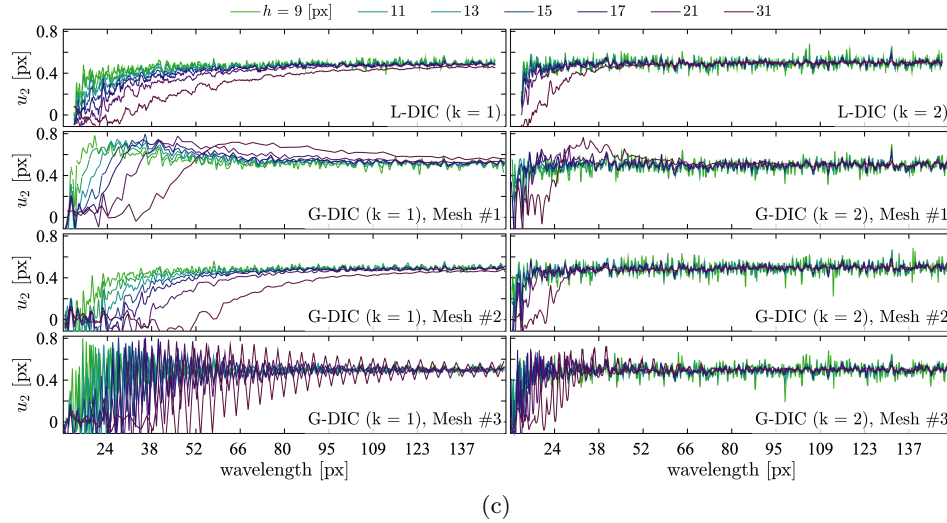 h = 9 [px] 11 13 15 17 21 31
0.8
0.4
0
u2 [px]
L-DIC (k = 1)
L-DIC (k = 2)
0.8
0.4
0
u2 [px]
G-DIC (k = 1), Mesh #1
G-DIC (k = 2), Mesh #1
0.8
0.4
0
u2 [px]
G-DIC (k = 1), Mesh #2
G-DIC (k = 2), Mesh #2
0.8
0.4
0
u2 [px]
G-DIC (k = 1), Mesh #3
G-DIC (k = 2), Mesh #3
24 38 52 66 80 95 109 123 137
24 38 52 66 80 95 109 123 137
wavelength [px]
wavelength [px]
(c)